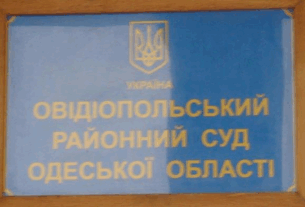 УКРАЇНА
ОВІДІОПОЛЬСЬКИЙ
РАЙОННИЙ СУД
ОДЕСЬКОЇ ОБЛАСТІ